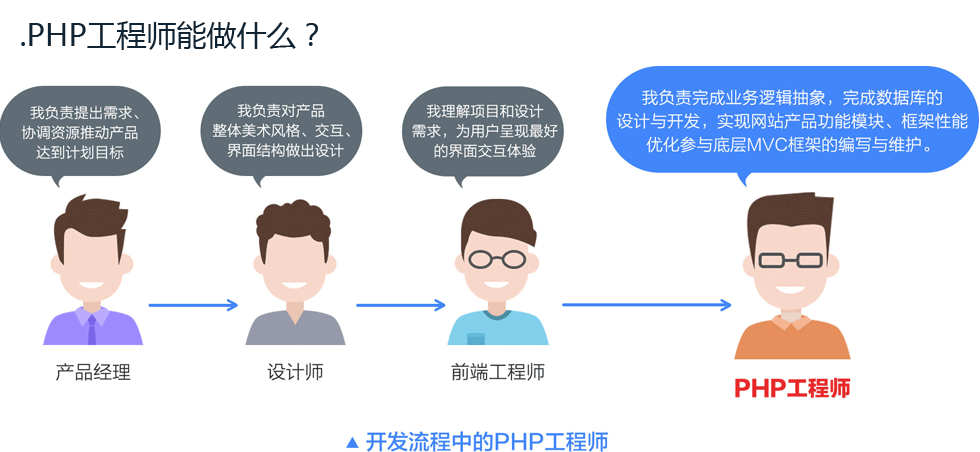 .PHP工程师能做什么？
我负责提出需求、
协调资源推动产品
达到计划目标
我负责对产品
整体美术风格、交互、
界面结构做出设计
我理解项目和设计
需求，为用户呈现最好
的界面交互体验
我负责完成业务逻辑抽象，完成数据库的
设计与开发，实现网站产品功能模块、框架性能
优化参与底层MVC框架的编写与维护。
产品经理
设计师
前端工程师
PHP工程师
▲ 开发流程中的PHP工程师